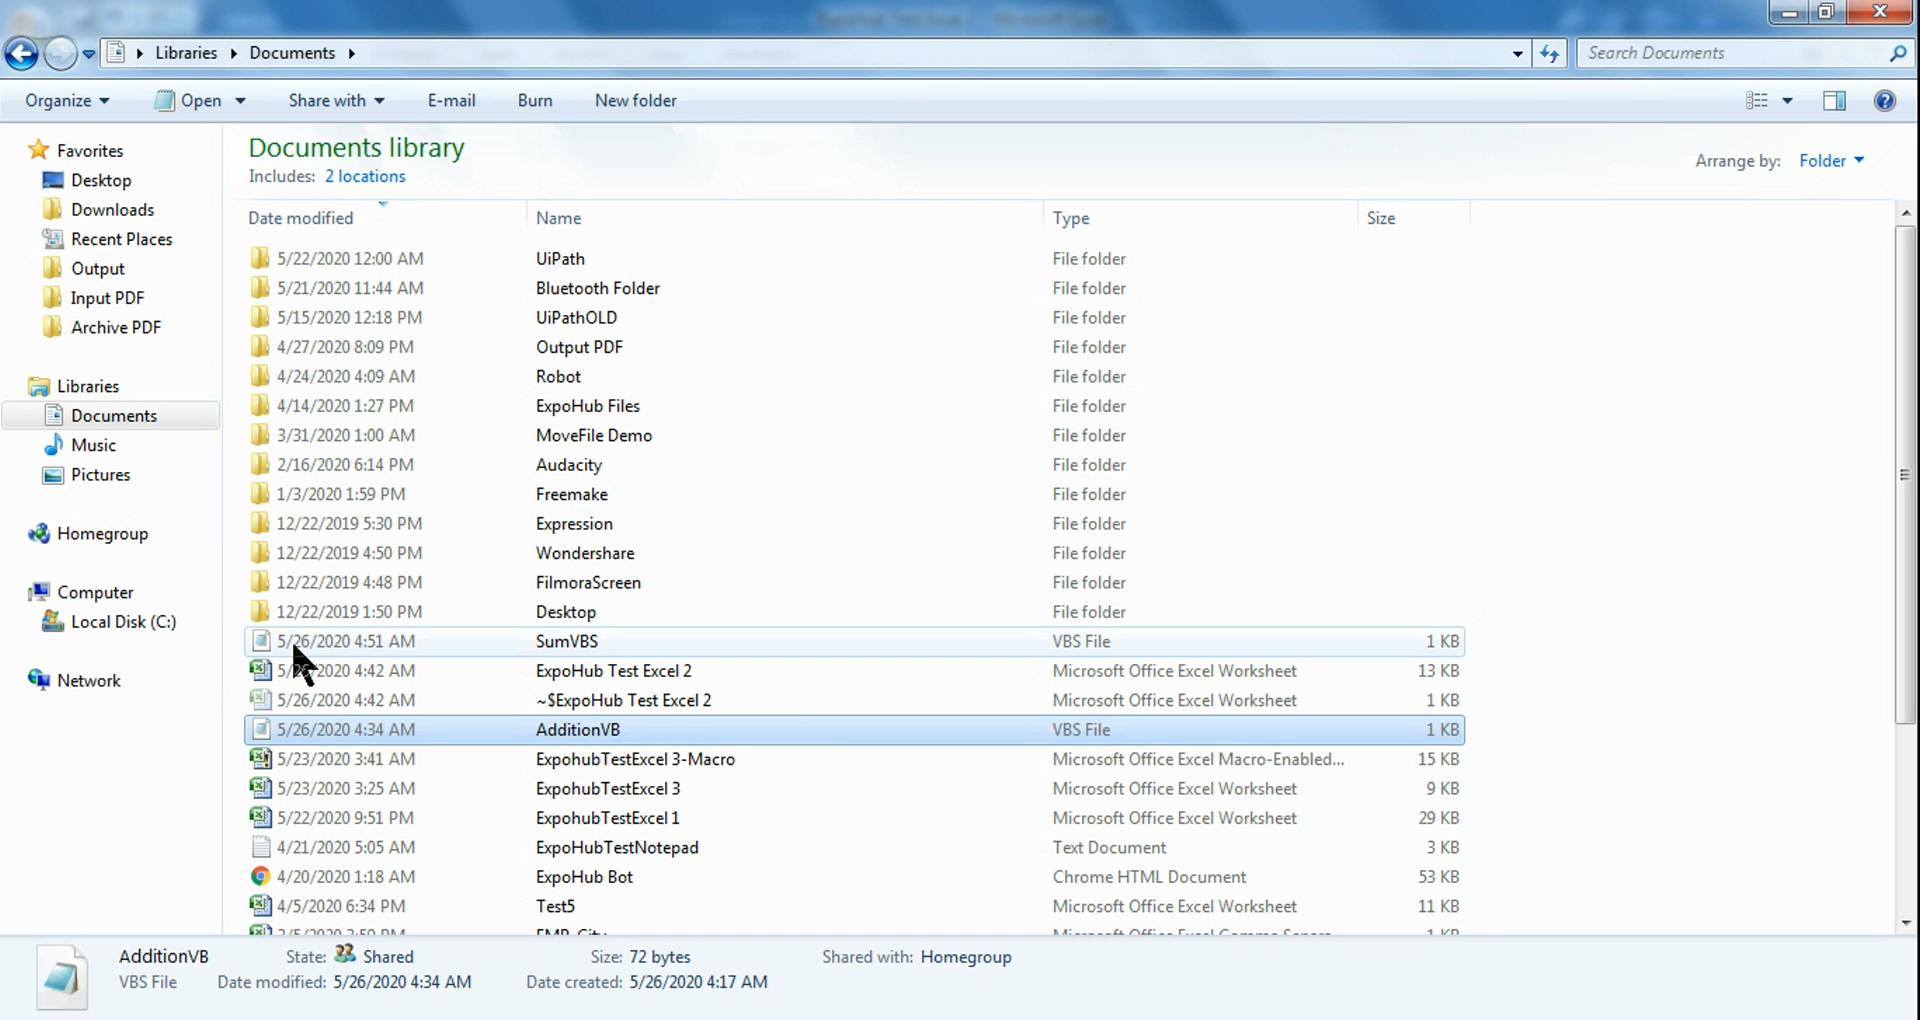 Libraries Documents
Search Documents
Organize Open Share with E-mail Burn New folder
Documents library
Includes: 2 locations
Arrange by: Folder
Favorites
Desktop
Downloads
Recent Places
Output
Input PDF
Archive PDF
Libraries
Documents
Music
Pictures
Homegroup
Computer
Local Disk (C:)
Network
Date modified Name Type Size
5/22/2020 12:00 AM UiPath File folder
5/21/2020 11:44 AM Bluetooth Folder File folder
5/15/2020 12:18 PM UiPathOLD File folder
4/27/2020 8:09 PM Output PDF File folder
4/24/2020 4:09 AM Robot File folder
4/14/2020 1:27 PM ExpoHub Files File folder
3/31/2020 1:00 AM MoveFile Demo File folder
2/16/2020 6:14 PM Audacity File folder
1/3/2020 1:59 PM Freemake File folder
12/22/2019 5:30 PM Expression File folder
12/22/2019 4:50 PM Wondershare File folder
12/22/2019 4:48 PM FilmoraScreen File folder
12/22/2019 1:50 PM Desktop File folder
5/26/2020 4:51 AM SumVBS VBS File 1 KB
5/26/2020 4:42 AM ExpoHub Test Excel 2 Microsoft Office Excel Worksheet 13 KB
5/26/2020 4:42 AM ~$ExpoHub Test Excel 2 Microsoft Office Excel Worksheet 1 KB
5/26/2020 4:34 AM AdditionVB VBS File 1 KB
5/23/2020 3:41 AM ExpohubTestExcel 3-Macro Microsoft Office Excel Macro-Enabled... 15 KB
5/23/2020 3:25 AM ExpohubTestExcel 3 Microsoft Office Excel Worksheet 9 KB
5/22/2020 9:51 PM ExpohubTestExcel 1 Microsoft Office Excel Worksheet 29 KB
4/21/2020 5:05 AM ExpoHubTestNotepad Text Document 3 KB
4/20/2020 1:18 AM ExpoHub Bot Chrome HTML Document 53 KB
4/5/2020 6:34 PM Test5 Microsoft Office Excel Worksheet 11 KB
AdditionVB State: Shared Size: 72 bytes Shared with: Homegroup
VBS File Date modified: 5/26/2020 4:34 AM Date created: 5/26/2020 4:17 AM